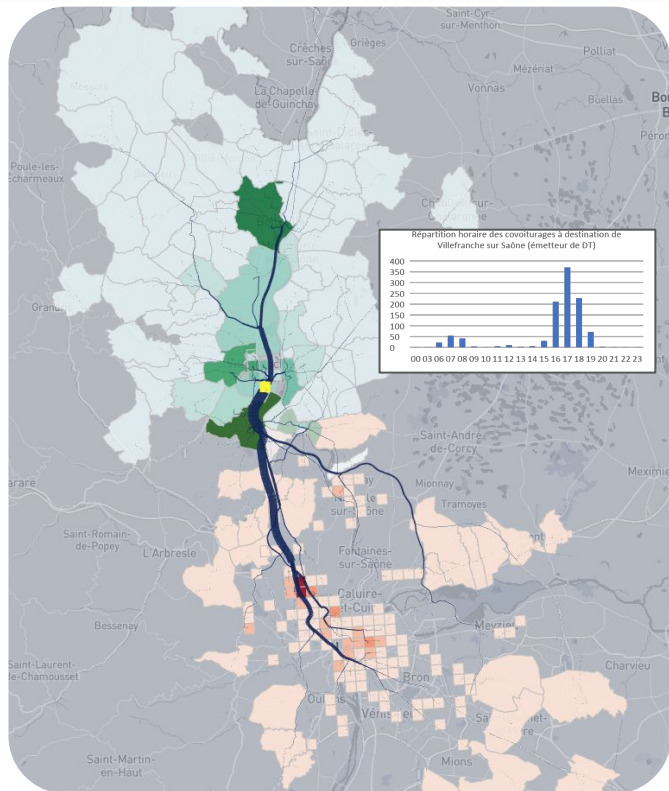 Saint-Cyr-
sur-Menthon
Grièges
Crêches
sur-Saône
Polliat
Mézériat
Vonnas
La Chapelle
de-Guinchay
Buellas
Poule-les-
Echarmeaux
Répartition horaire des covoiturages à destination de
Villefranche sur Saône (émetteur de DT)
400
350
300
250
200
150
100
50
0
00 03 06 07 08 09 10 11 12 13 14 15 16 17 18 19 20 21 22 23
Saint-André-
de-Corcy
Mionnay
Tramoyes
Saint-Romain-
de-Popey
L'Arbresle
Fontaines-
sur-Saône
Caluire-
et-Cuir
Bessenay
Meyzieu
Saint-Laurent-
de-Chamousset
Charvieu
Bron
Saint-Martin-
en-Haut
Mions